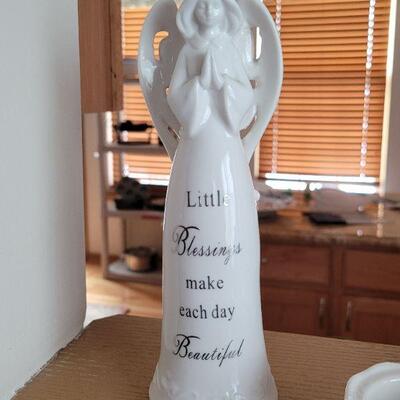 Little
Blessings
make
each day
Beautiful